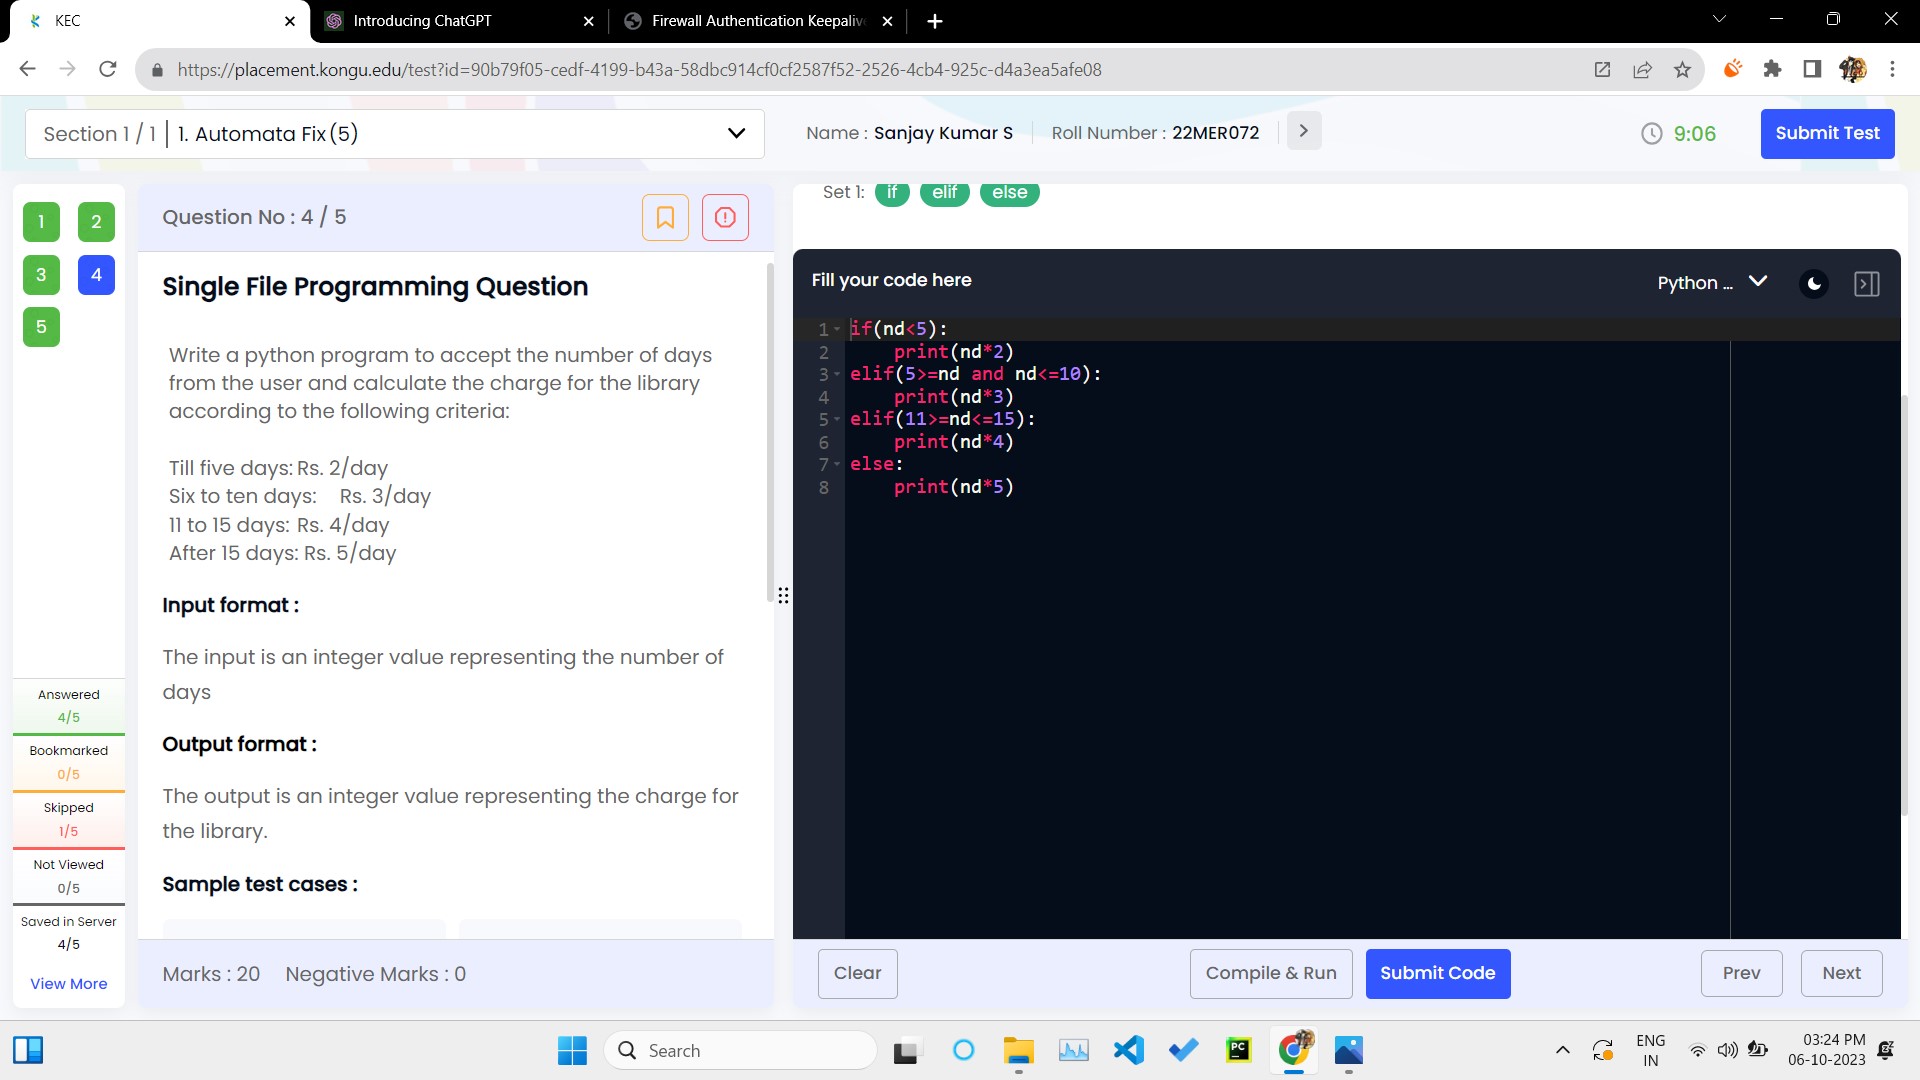 KEC
Introducing ChatGPT
Firewall Authentication Keepaliv
https://placement.kongu.edu/test?id=90b79f05-cedf-4199-b43a-58dbc914cf0cf2587f52-2526-4cb4-925c-d4a3ea5afe08
Section 1 / 1 | 1. Automata Fix (5)
Name : Sanjay Kumar S
Roll Number : 22MER072
9:06
Submit Test
1
2
3
4
5
Answered
4/5
Bookmarked
0/5
Skipped
1/5
Not Viewed
0/5
Saved in Server
4/5
View More
Question No : 4 / 5
Single File Programming Question
Write a python program to accept the number of days
from the user and calculate the charge for the library
according to the following criteria:
Till five days: Rs. 2/day
Six to ten days: Rs. 3/day
11 to 15 days: Rs. 4/day
After 15 days: Rs. 5/day
Input format :
The input is an integer value representing the number of
days
Output format :
The output is an integer value representing the charge for
the library.
Sample test cases :
Marks : 20 Negative Marks : 0
Set 1: if elif else
Fill your code here
Python ...
1 if(nd<5):
2 print(nd*2)
3 elif(5>=nd and nd<=10):
4 print(nd*3)
5 elif(11>=nd<=15):
6 print(nd*4)
7 else:
8 print(nd*5)
Clear
Compile & Run
Submit Code
Prev
Next
Search
PC
ENG
IN
03:24 PM
06-10-2023